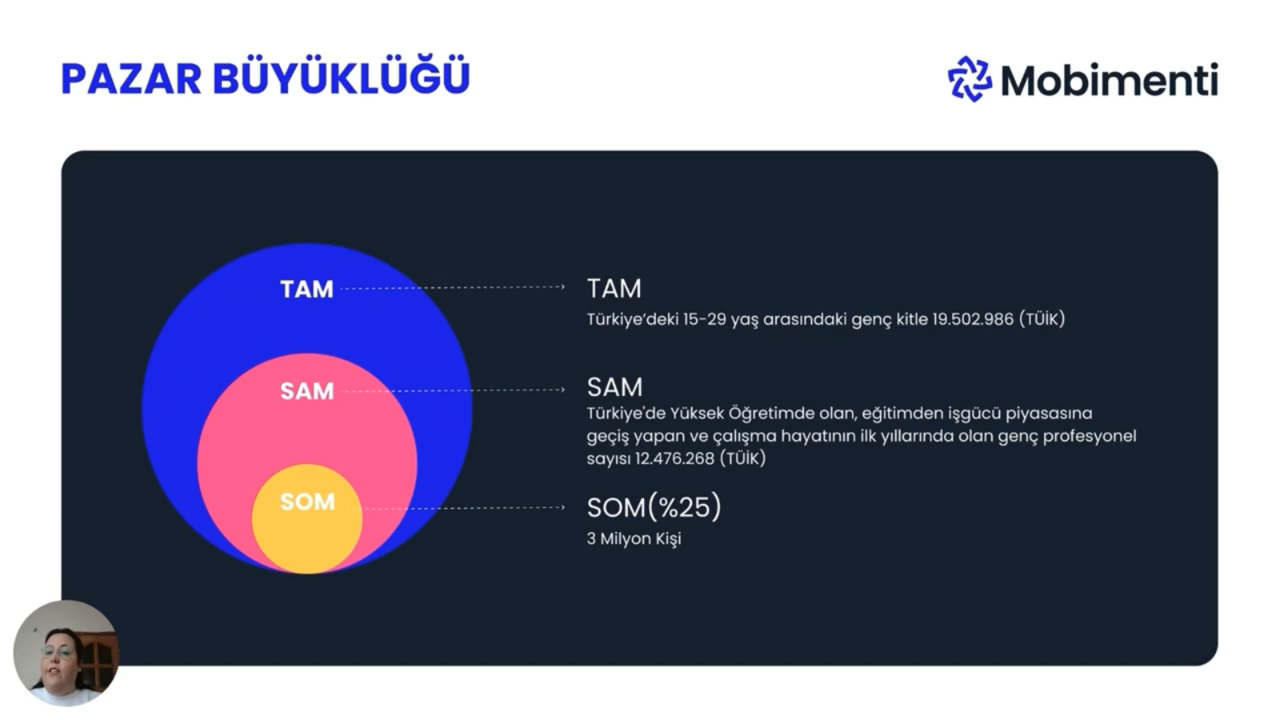 PAZAR BÜYÜKLÜĞÜ
Mobimenti
TAM
SAM
SOM
TAM
Türkiye’deki 15-29 yaş arasındaki genç kitle 19.502.986 (TÜİK)
SAM
Türkiye'de Yüksek Öğretimde olan, eğitimden işgücü piyasasına
geçiş yapan ve çalışma hayatının ilk yıllarında olan genç profesyonel
sayısı 12.476.268 (TÜİK)
SOM(%25)
3 Milyon Kişi